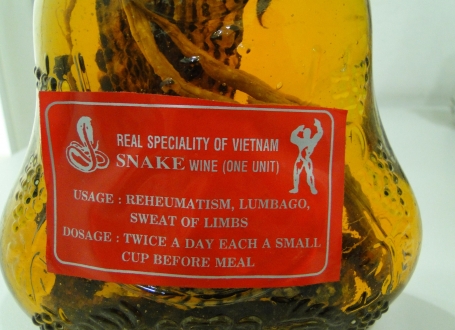 REAL SPECIALITY OF VIETNAM
SNAKE WINE (ONE UNIT)
USAGE : REHEUMATISM, LUMBAGO,
SWEAT OF LIMBS
DOSAGE : TWICE A DAY EACH A SMALL
CUP BEFORE MEAL